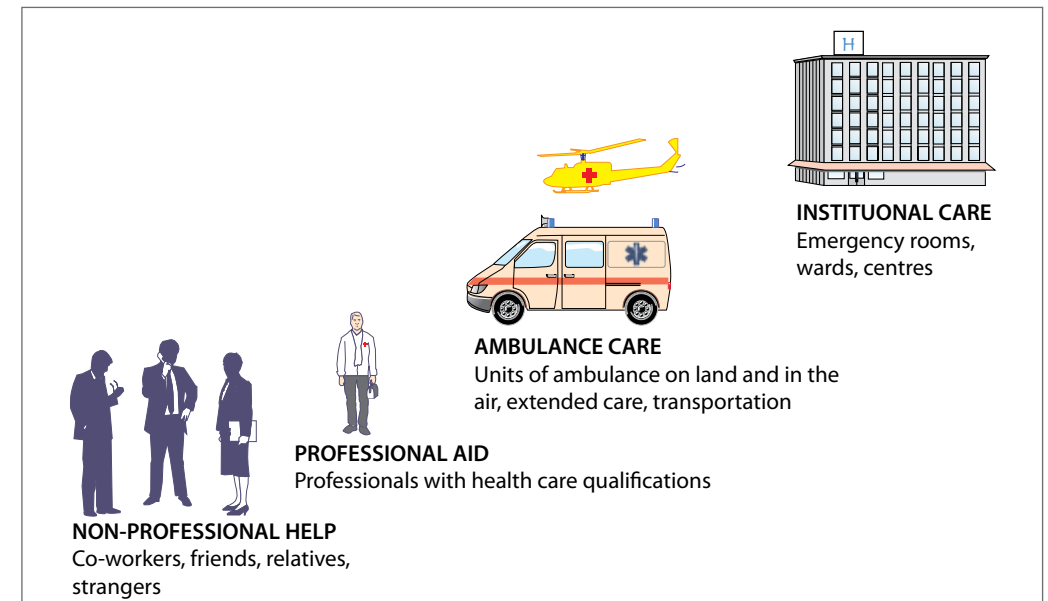 H
INSTITUONAL CARE
Emergency rooms,
wards, centres
AMBULANCE CARE
Units of ambulance on land and in the
air, extended care, transportation
PROFESSIONAL AID
Professionals with health care qualifications
NON-PROFESSIONAL HELP
Co-workers, friends, relatives,
strangers